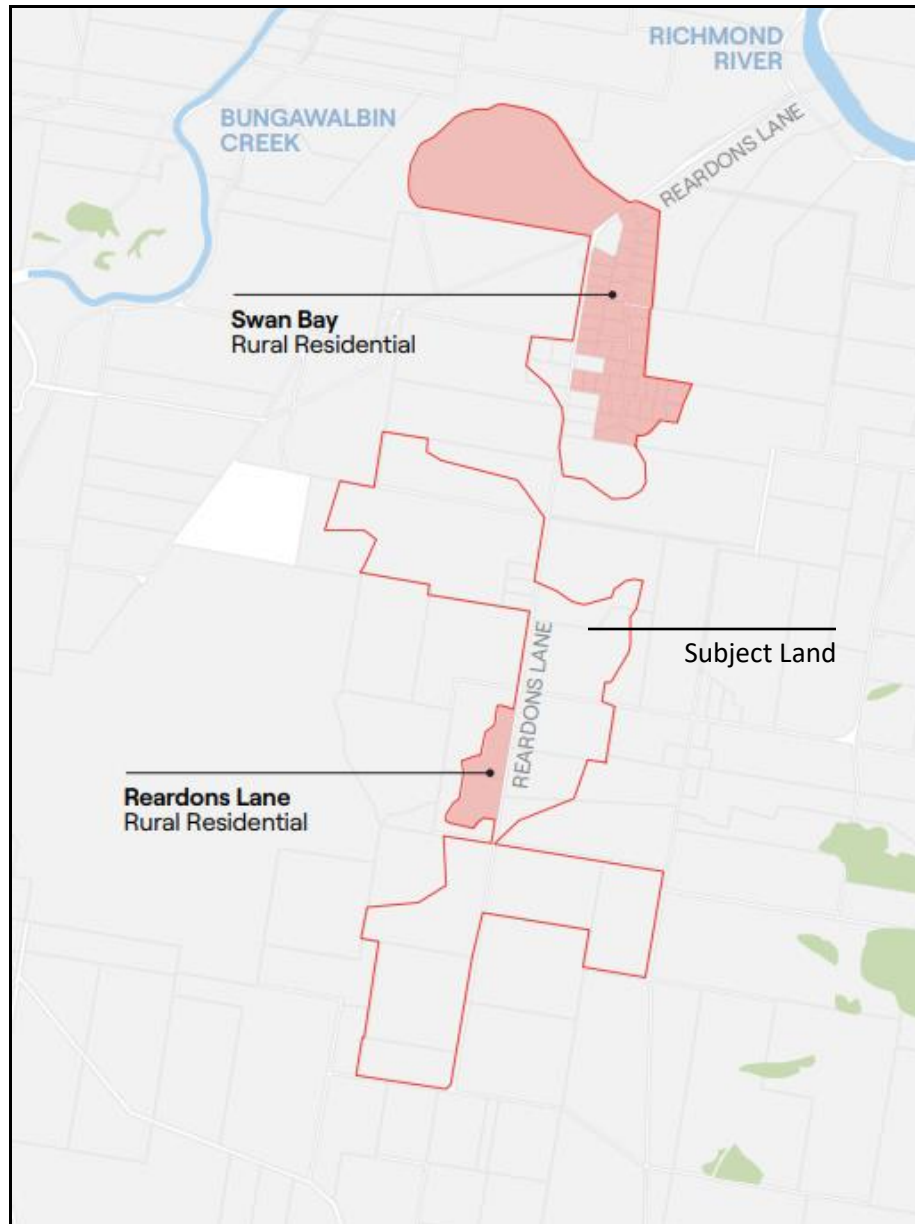 RICHMOND
RIVER
BUNGAWALBIN
CREEK
REARDONS LANE
Swan Bay
Rural Residential
Subject Land
REARDONS LANE
Reardons Lane
Rural Residential